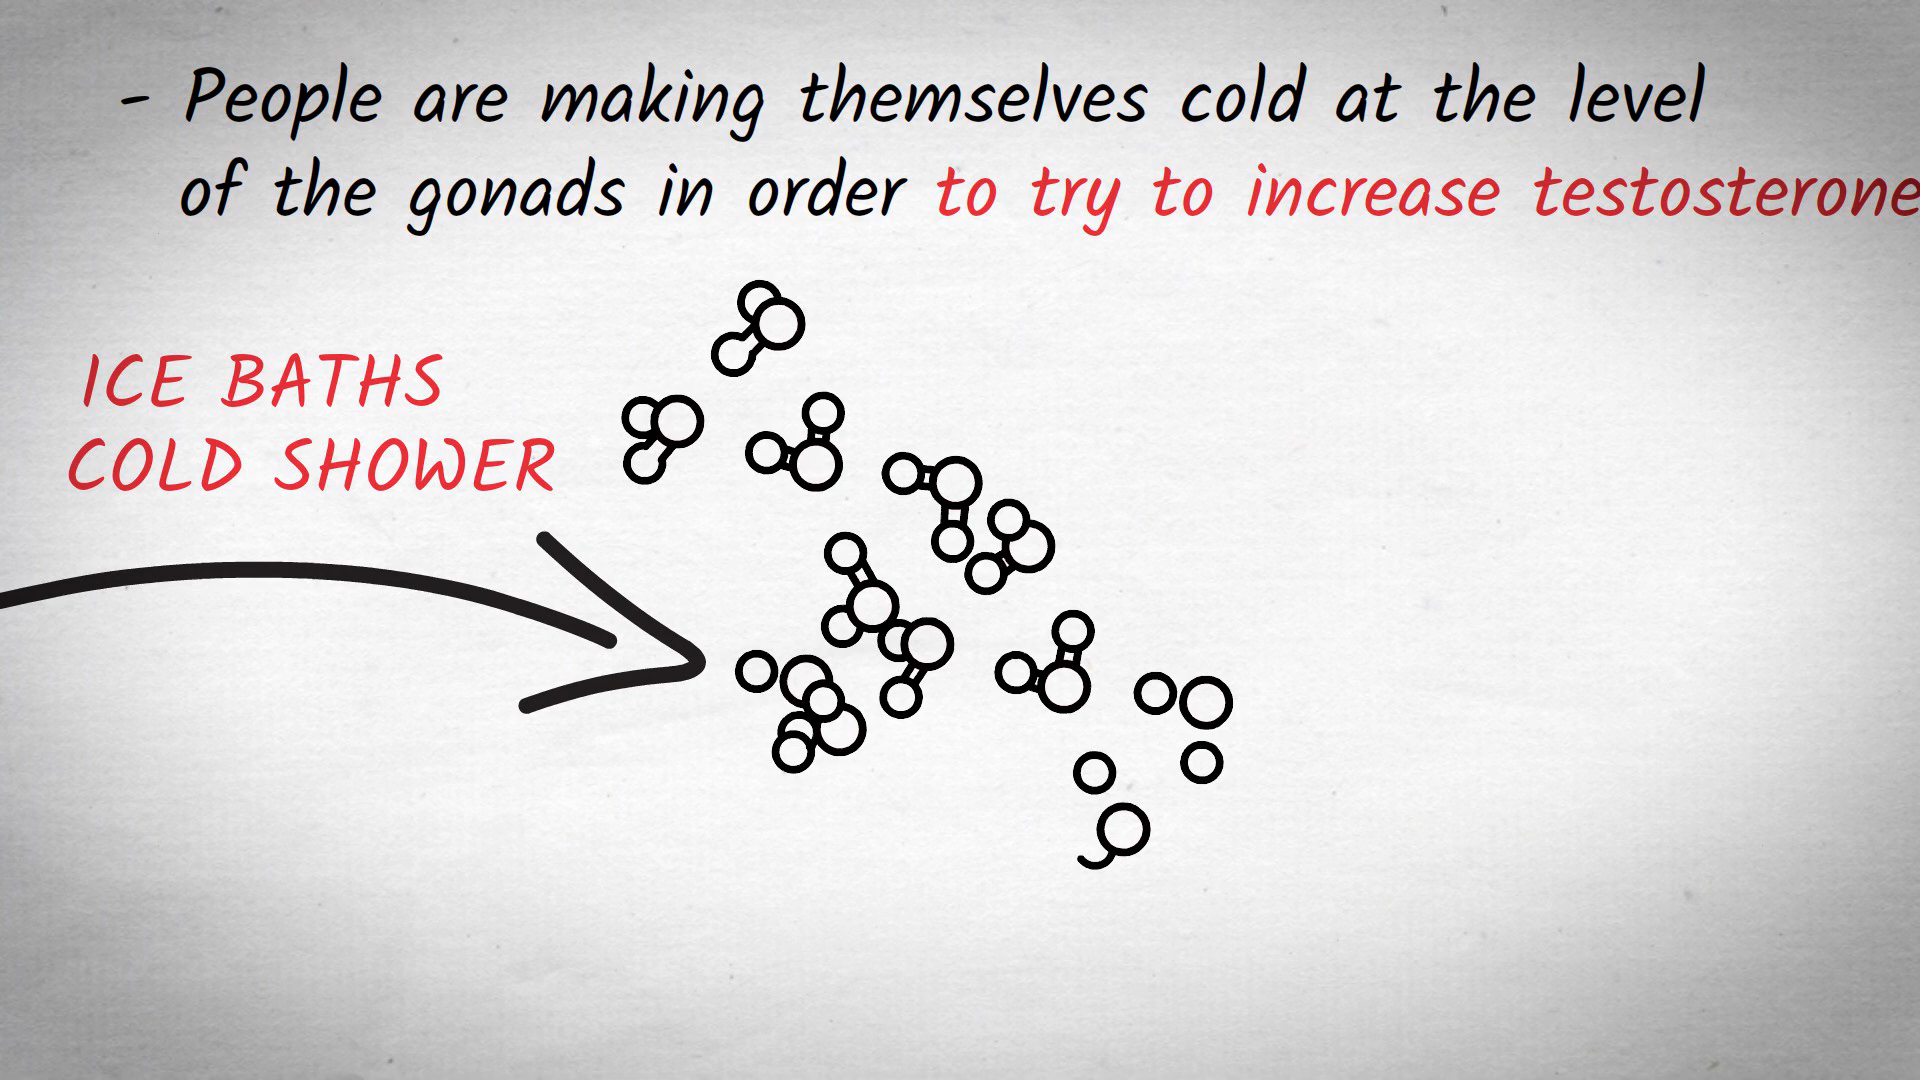 - People are making themselves cold at the level
of the gonads in order to try to increase testosterone
ICE BATHS
COLD SHOWER